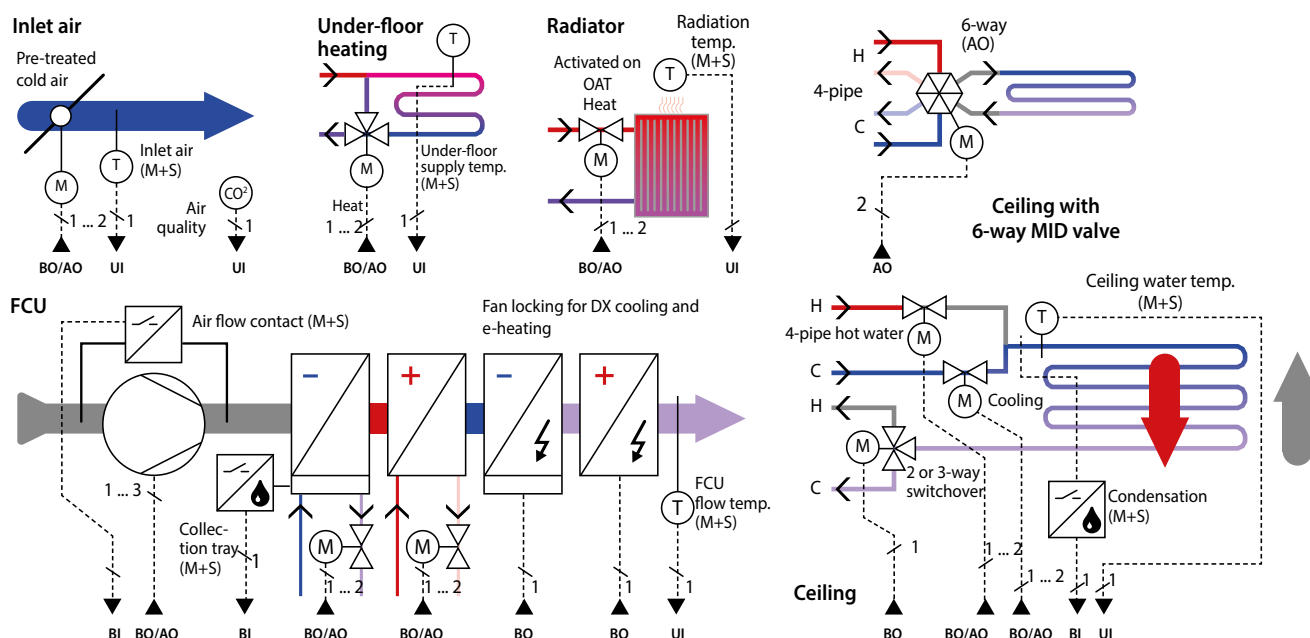 Inlet air
Pre-treated
cold air
Inlet air
(M+S)
T
M
CO²
Air
quality
1 ... 2
1
1
BO/AO
UI
UI
Under-floor
heating
T
M
Under-floor
supply temp.
(M+S)
Heat
1 ... 2
1
BO/AO
UI
Radiator
Radiation
temp.
(M+S)
Activated on
OAT
Heat
T
M
1 ... 2
BO/AO
UI
6-way
(AO)
H
4-pipe
C
M
2
Ceiling with
6-way MID valve
AO
FCU
Air flow contact (M+S)
Fan locking for DX cooling and
e-heating
–
+
–
+
1 ... 3
Collec-
tion tray
(M+S)
1
M
1 ... 2
M
1 ... 2
1
1
T
FCU
flow temp.
(M+S)
1
BI
BO/AO
BI
BO/AO
BO/AO
BO
BO
UI
Ceiling water temp.
(M+S)
H
T
M
4-pipe hot water
C
M
Cooling
H
M
2 or 3-way
switchover
C
Condensation
(M+S)
1
1 ... 2
1 ... 2
1
1
Ceiling
BO
BO/AO
BO/AO
BI
UI